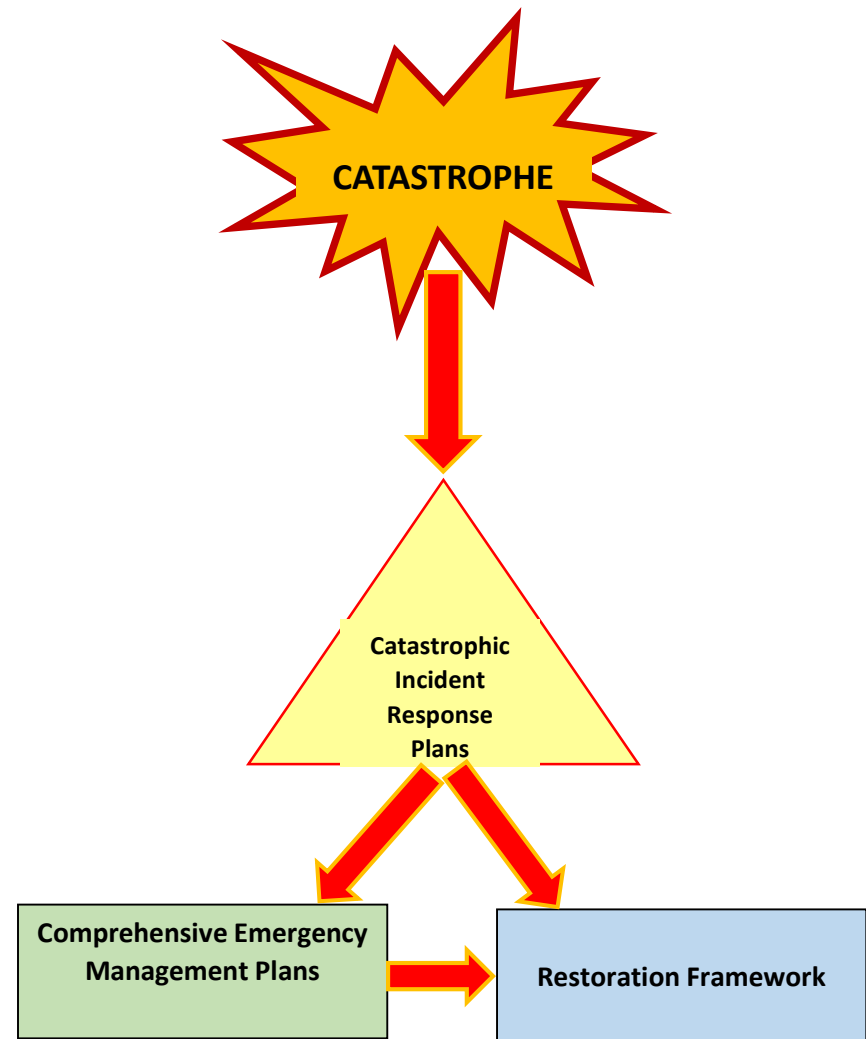 CATASTROPHE
Catastrophic
Incident
Response
Plans
Comprehensive Emergency
Management Plans
Restoration Framework